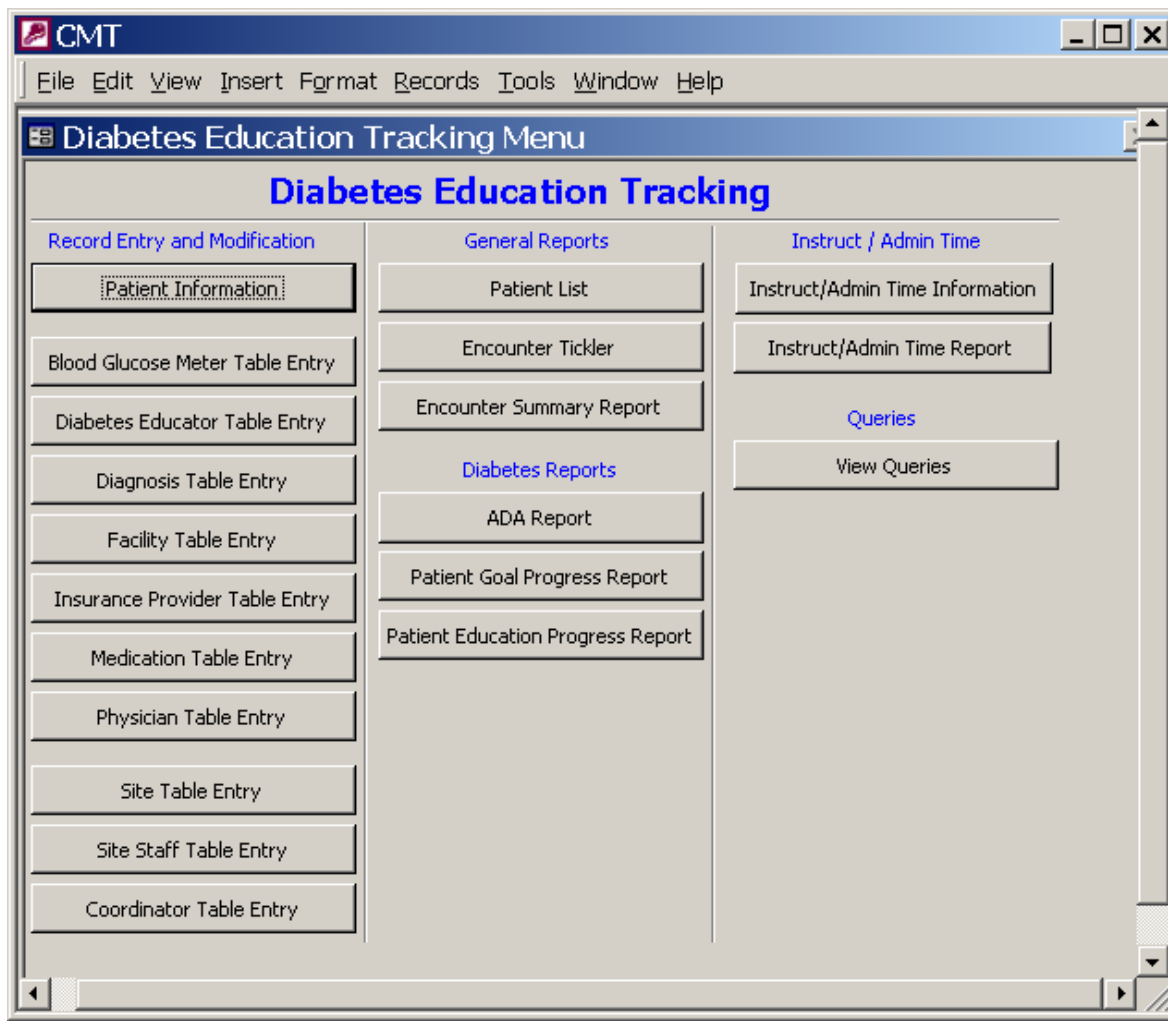 CMT
File Edit View Insert Format Records Tools Window Help
Diabetes Education Tracking Menu
Diabetes Education Tracking
Record Entry and Modification
Patient Information
Blood Glucose Meter Table Entry
Diabetes Educator Table Entry
Diagnosis Table Entry
Facility Table Entry
Insurance Provider Table Entry
Medication Table Entry
Physician Table Entry
Site Table Entry
Site Staff Table Entry
Coordinator Table Entry
General Reports
Patient List
Encounter Tickler
Encounter Summary Report
Diabetes Reports
ADA Report
Patient Goal Progress Report
Patient Education Progress Report
Instruct / Admin Time
Instruct/Admin Time Information
Instruct/Admin Time Report
Queries
View Queries